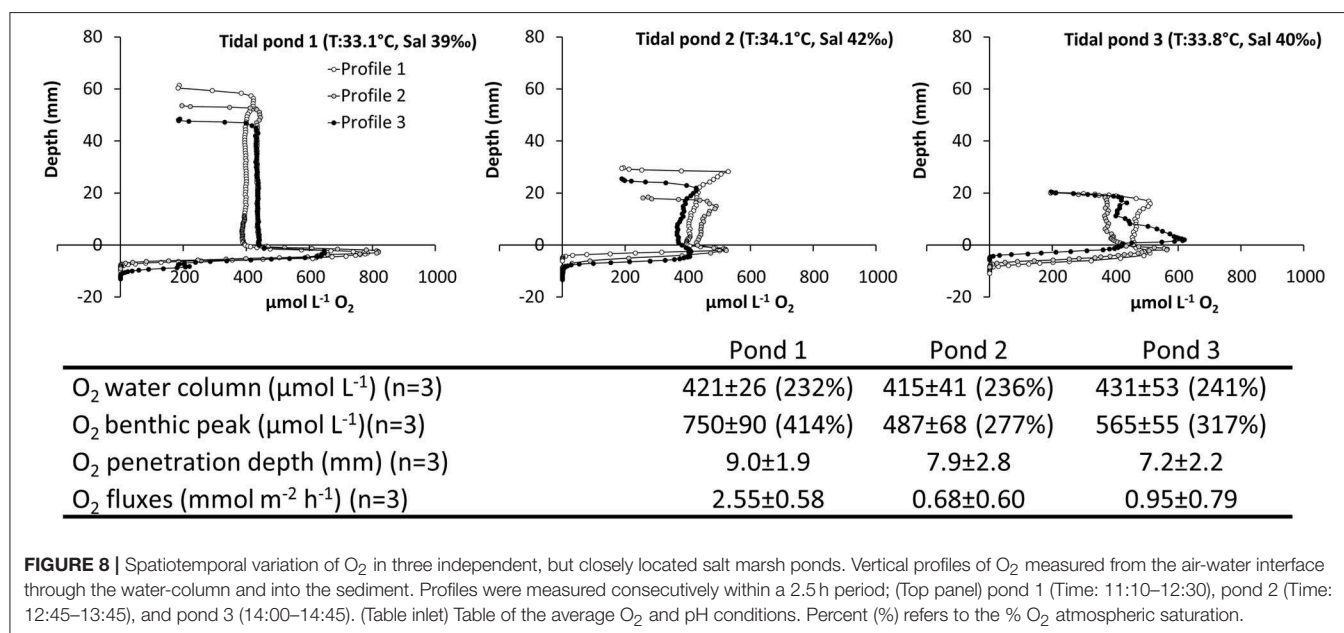 80
60
40
20
0
-20
Depth (mm)
Tidal pond 1 (T:33.1°C, Sal 39‰)
Profile 1
Profile 2
Profile 3
200 400 600 800 1000
µmol L-1 O2
80
60
40
20
0
-20
Depth (mm)
Tidal pond 2 (T:34.1°C, Sal 42‰)
200 400 600 800 1000
µmol L-1 O2
80
60
40
20
0
-20
Depth (mm)
Tidal pond 3 (T:33.8°C, Sal 40‰)
200 400 600 800 1000
µmol L-1 O2
Pond 1 Pond 2 Pond 3
O2 water column (µmol L-1) (n=3) 421±26 (232%) 415±41 (236%) 431±53 (241%)
O2 benthic peak (µmol L-1)(n=3) 750±90 (414%) 487±68 (277%) 565±55 (317%)
O2 penetration depth (mm) (n=3) 9.0±1.9 7.9±2.8 7.2±2.2
O2 fluxes (mmol m-2 h-1) (n=3) 2.55±0.58 0.68±0.60 0.95±0.79
FIGURE 8 | Spatiotemporal variation of O2 in three independent, but closely located salt marsh ponds. Vertical profiles of O2 measured from the air-water interface
through the water-column and into the sediment. Profiles were measured consecutively within a 2.5 h period; (Top panel) pond 1 (Time: 11:10–12:30), pond 2 (Time:
12:45–13:45), and pond 3 (14:00–14:45). (Table inlet) Table of the average O2 and pH conditions. Percent (%) refers to the % O2 atmospheric saturation.